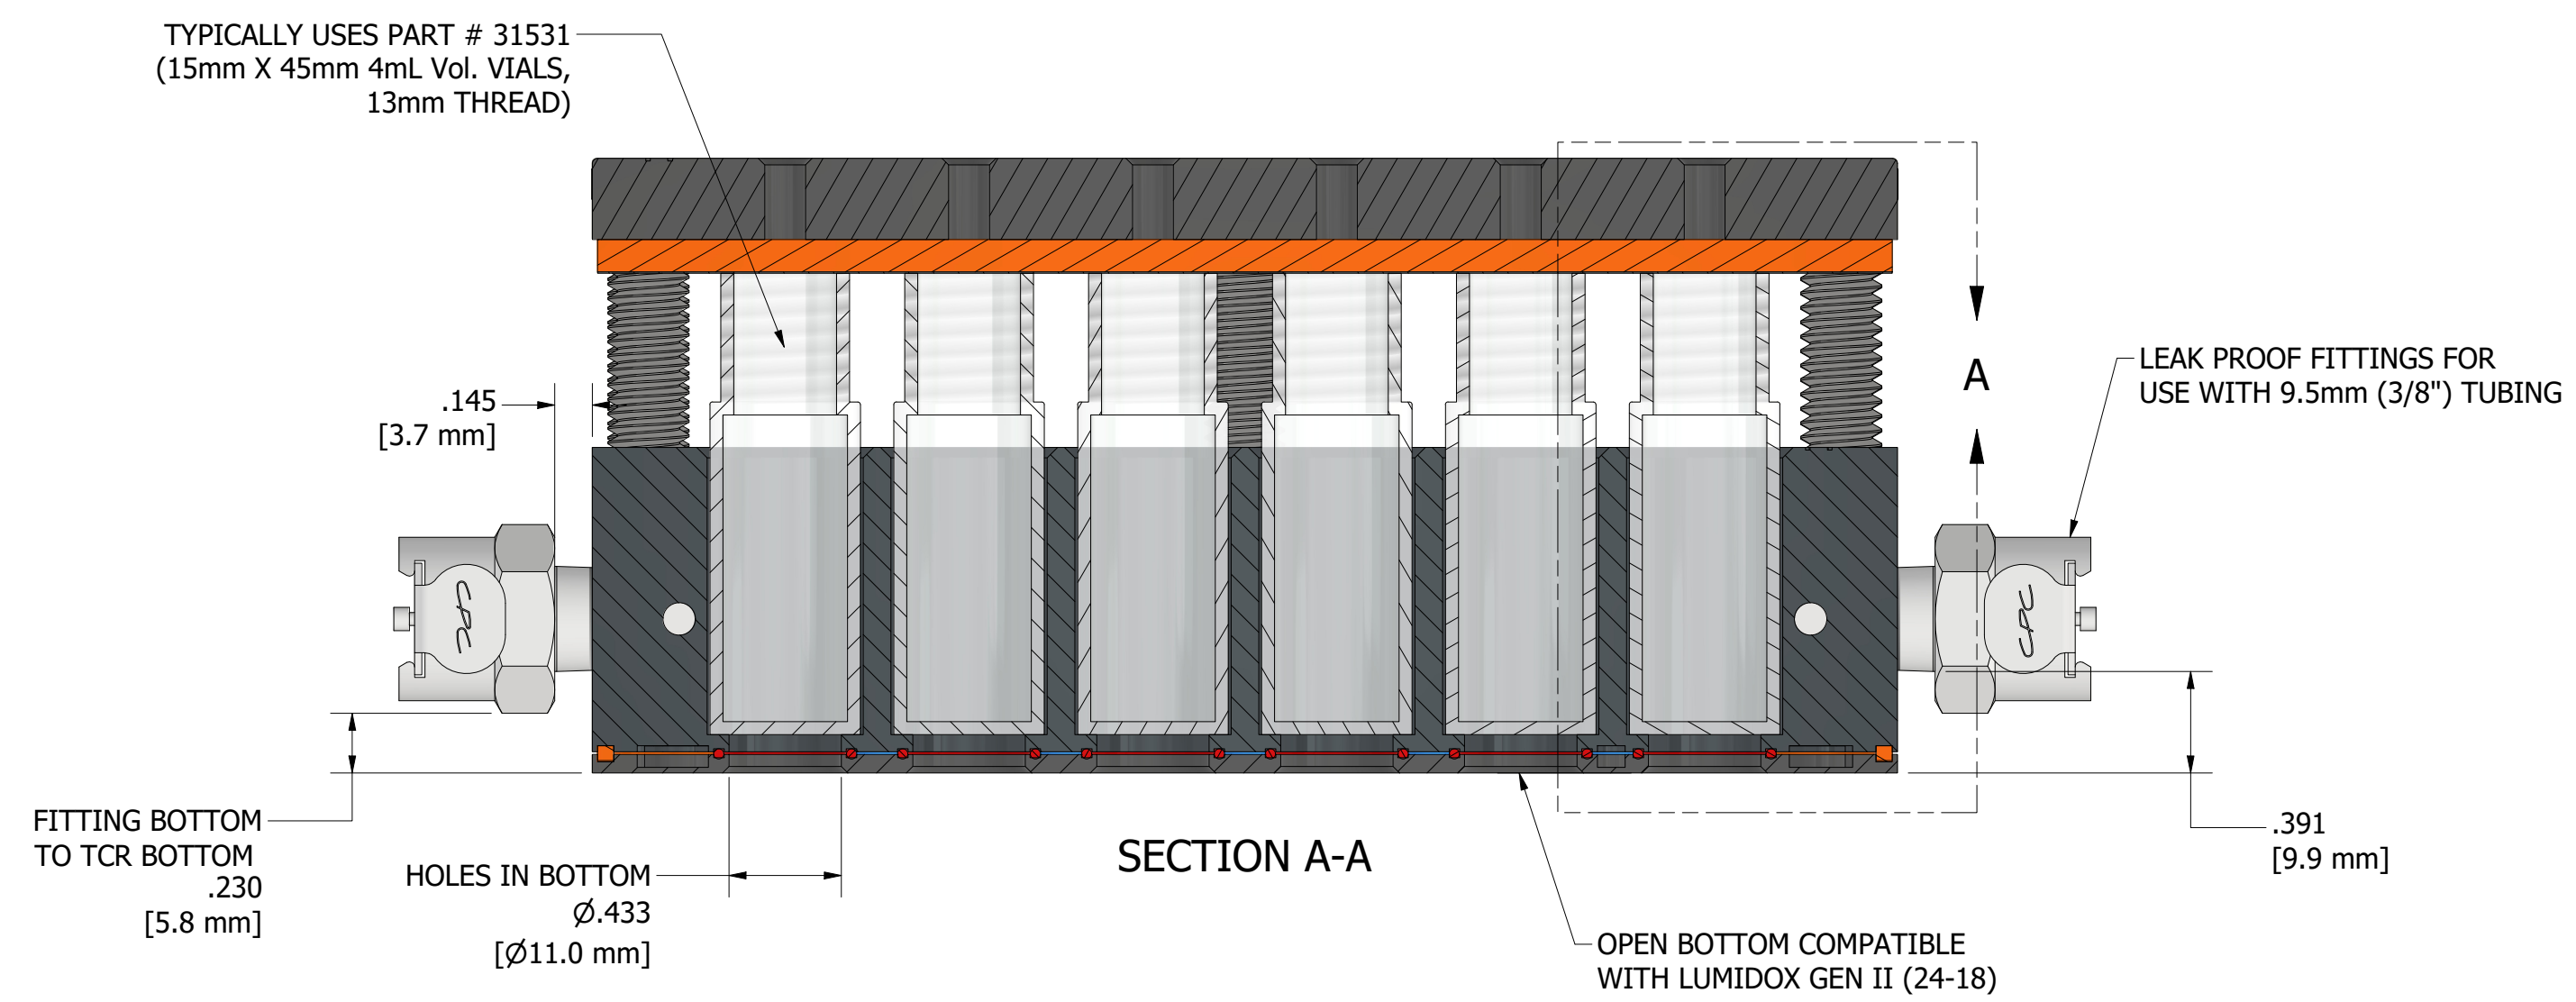 TYPICALLY USES PART # 31531
(15mm X 45mm 4mL Vol. VIALS,
13mm THREAD)
.145
[3.7 mm]
A
LEAK PROOF FITTINGS FOR
USE WITH 9.5mm (3/8") TUBING
CPC
CPC
FITTING BOTTOM
TO TCR BOTTOM
.230
[5.8 mm]
HOLES IN BOTTOM
Ø.433
[Ø11.0 mm]
SECTION A-A
OPEN BOTTOM COMPATIBLE
WITH LUMIDOX GEN II (24-18)
.391
[9.9 mm]